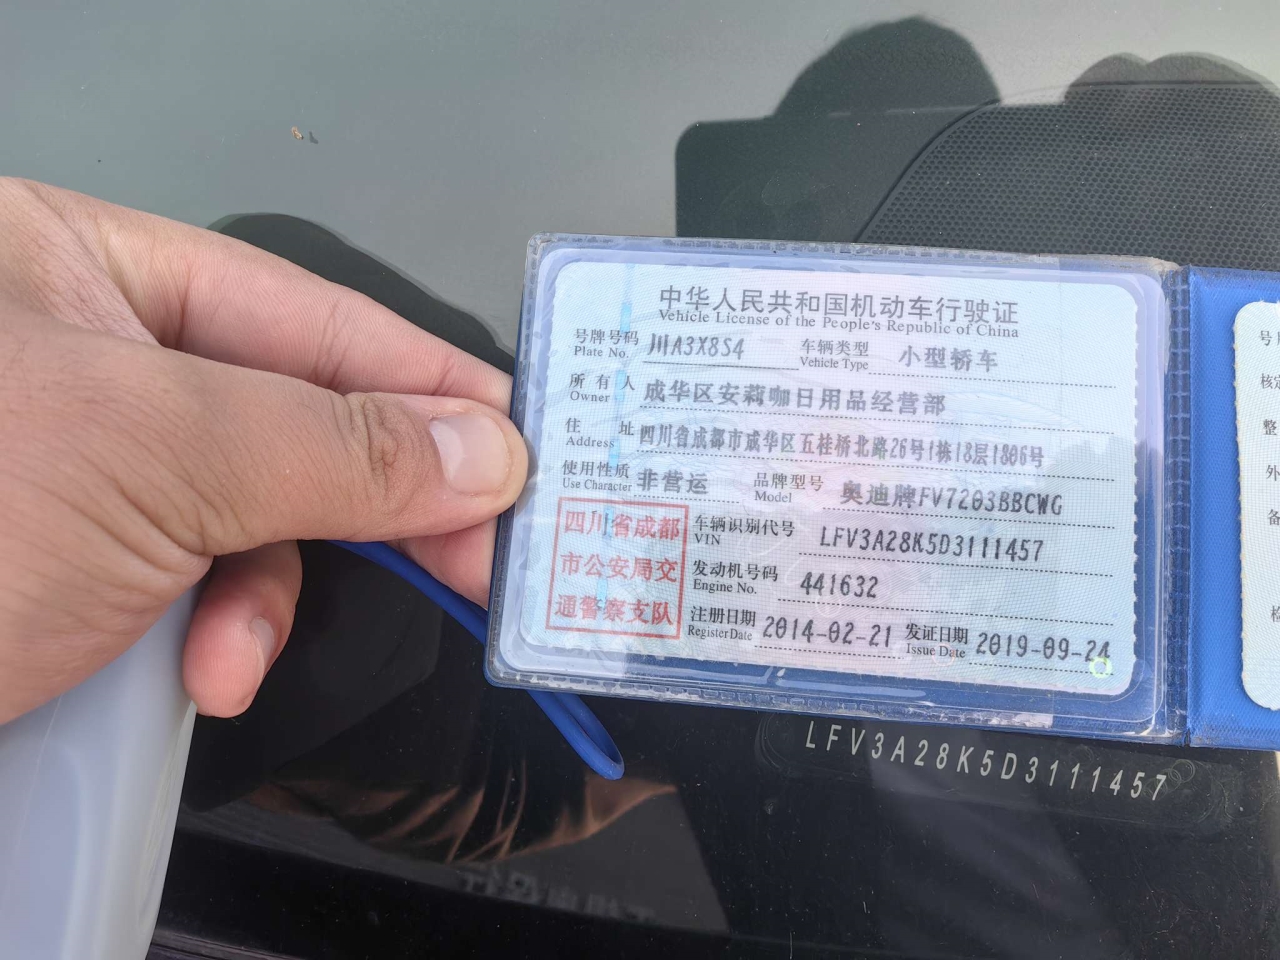 中华人民共和国机动车行驶证
Vehicle License of the People's Republic of China
号牌号码 Plate No. 川A3X8S4 车辆类型 Vehicle Type 小型轿车
所有人 Owner 成华区安莉咖日用品经营部
住址 Address 四川省成都市成华区五桂桥北路26号1栋18层1806号
使用性质 Use Character 非营运 品牌型号 Model 奥迪牌FV7203BBCWG
四川省成都
市公安局交
通警察支队
车辆识别代号 VIN LFV3A28K5D3111457
发动机号码 Engine No. 441632
注册日期 Register Date 2014-02-21 发证日期 Issue Date 2019-09-24
号
核定
整
外
备
LFV3A28K5D3111457